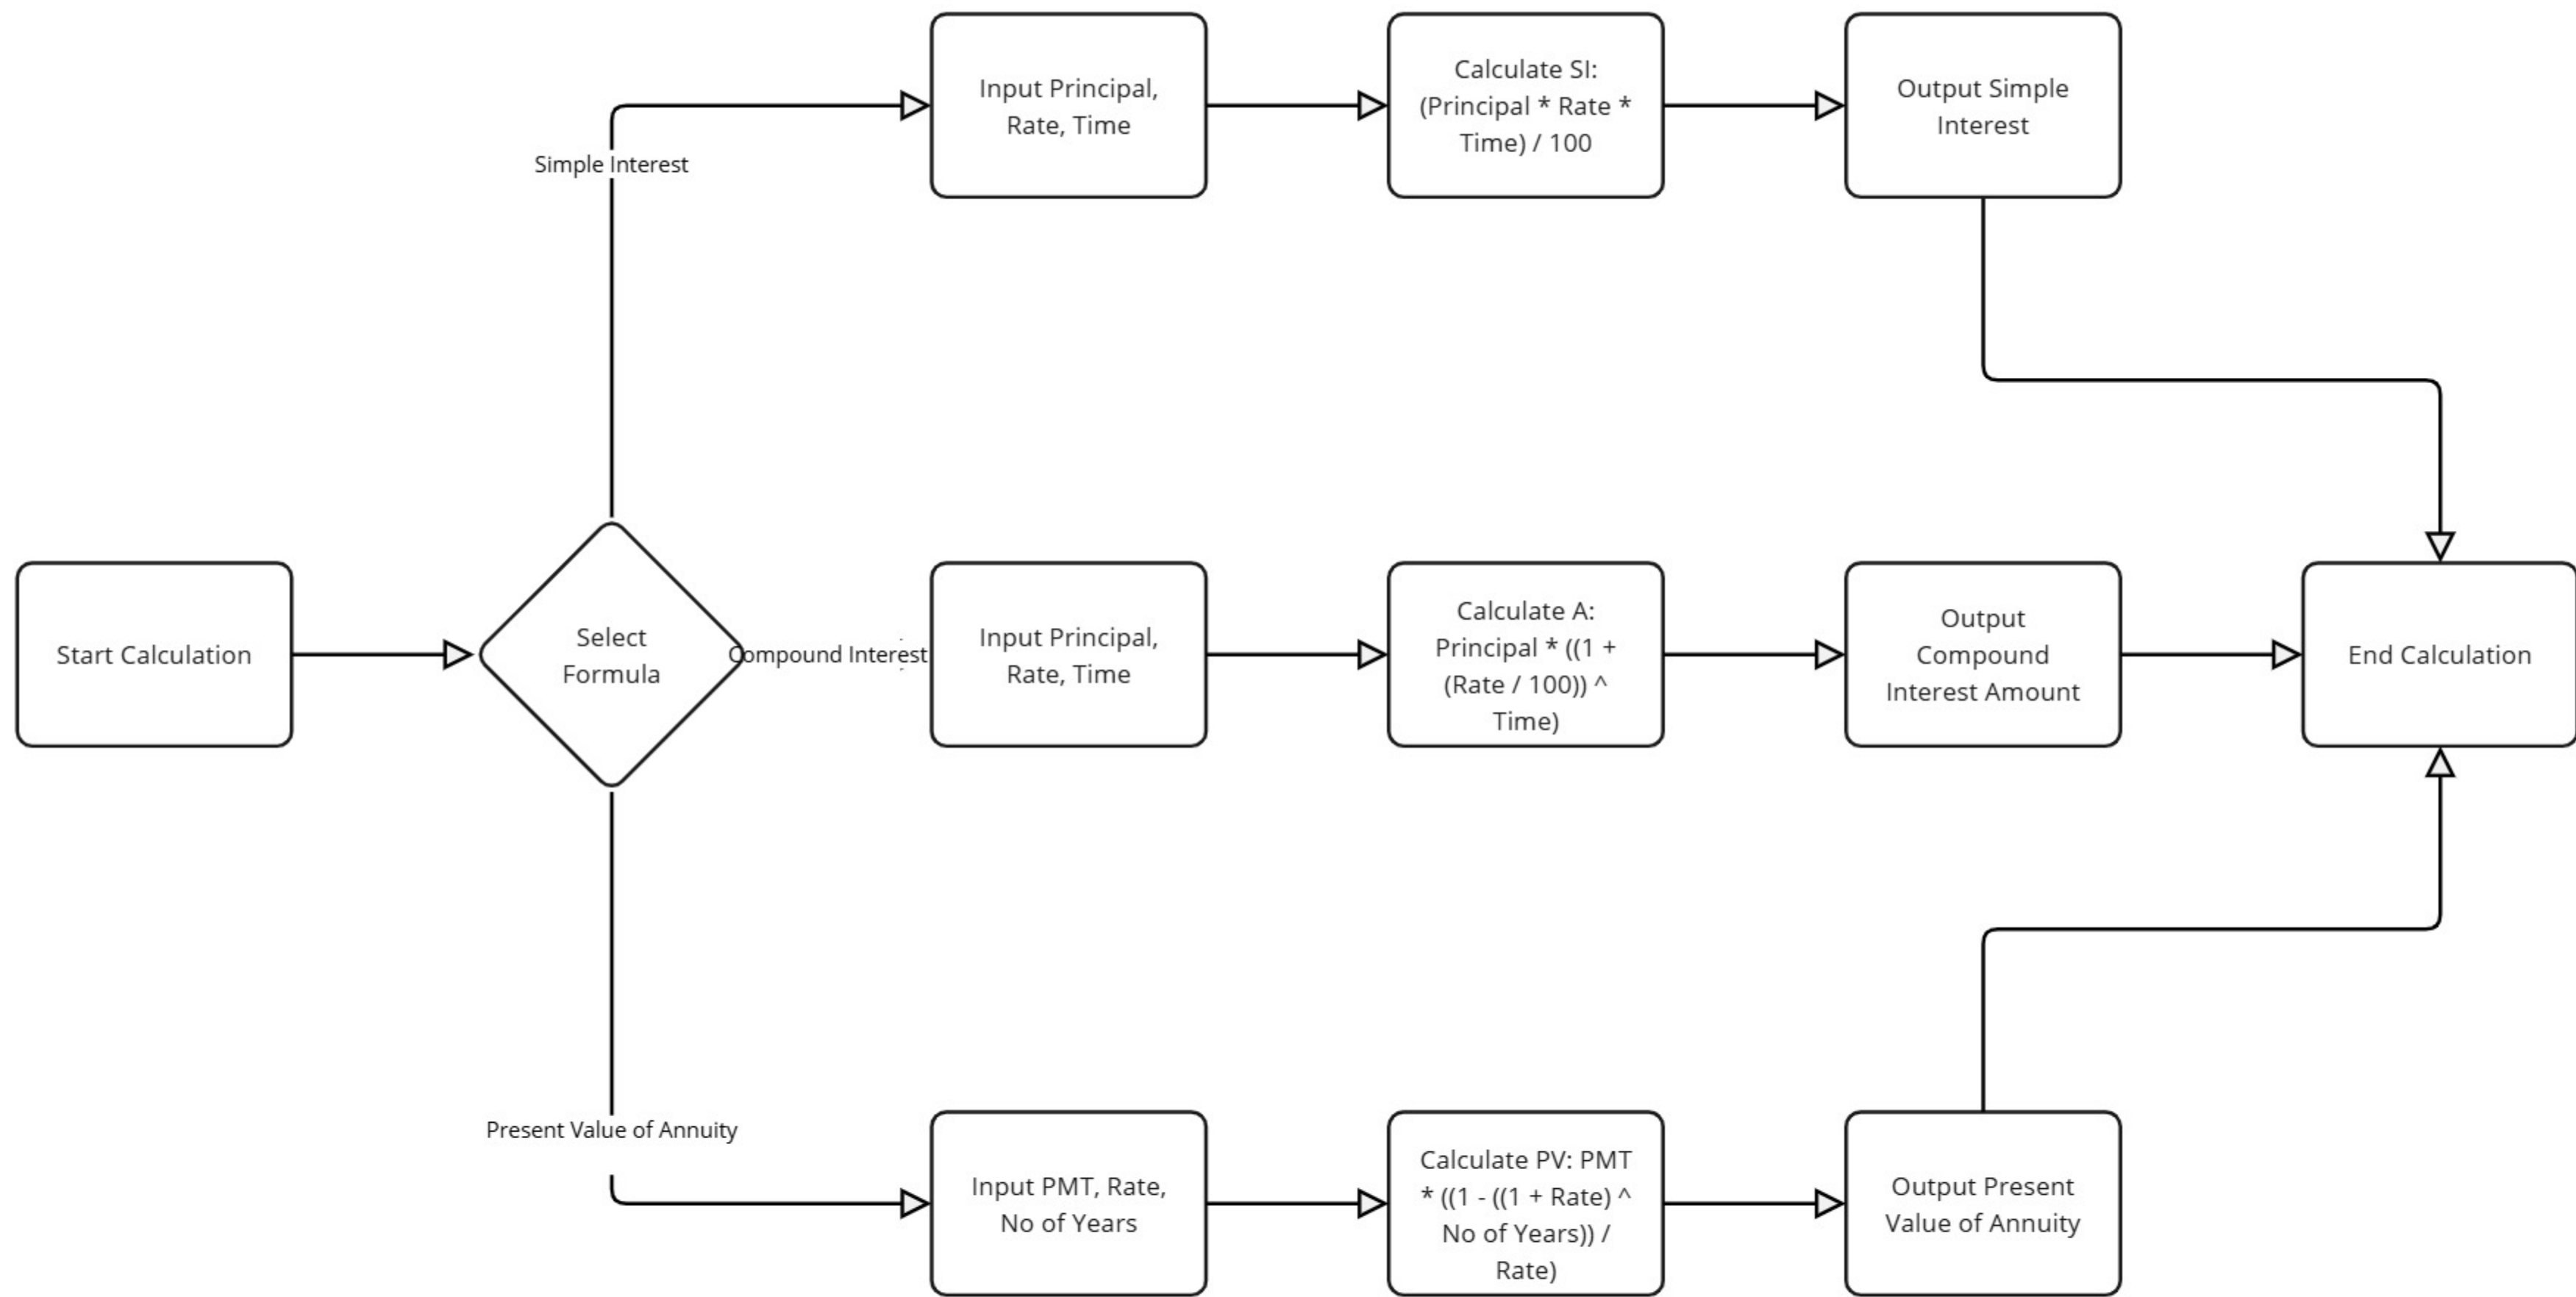 Input Principal,
Rate, Time
Calculate SI:
(Principal * Rate *
Time) / 100
Output Simple
Interest
Simple Interest
Start Calculation
Select
Formula
Compound Interest
Input Principal,
Rate, Time
Calculate A:
Principal * ((1 +
(Rate / 100)) ^
Time)
Output
Compound
Interest Amount
End Calculation
Present Value of Annuity
Input PMT, Rate,
No of Years
Calculate PV: PMT
* ((1 - ((1 + Rate) ^
No of Years)) /
Rate)
Output Present
Value of Annuity